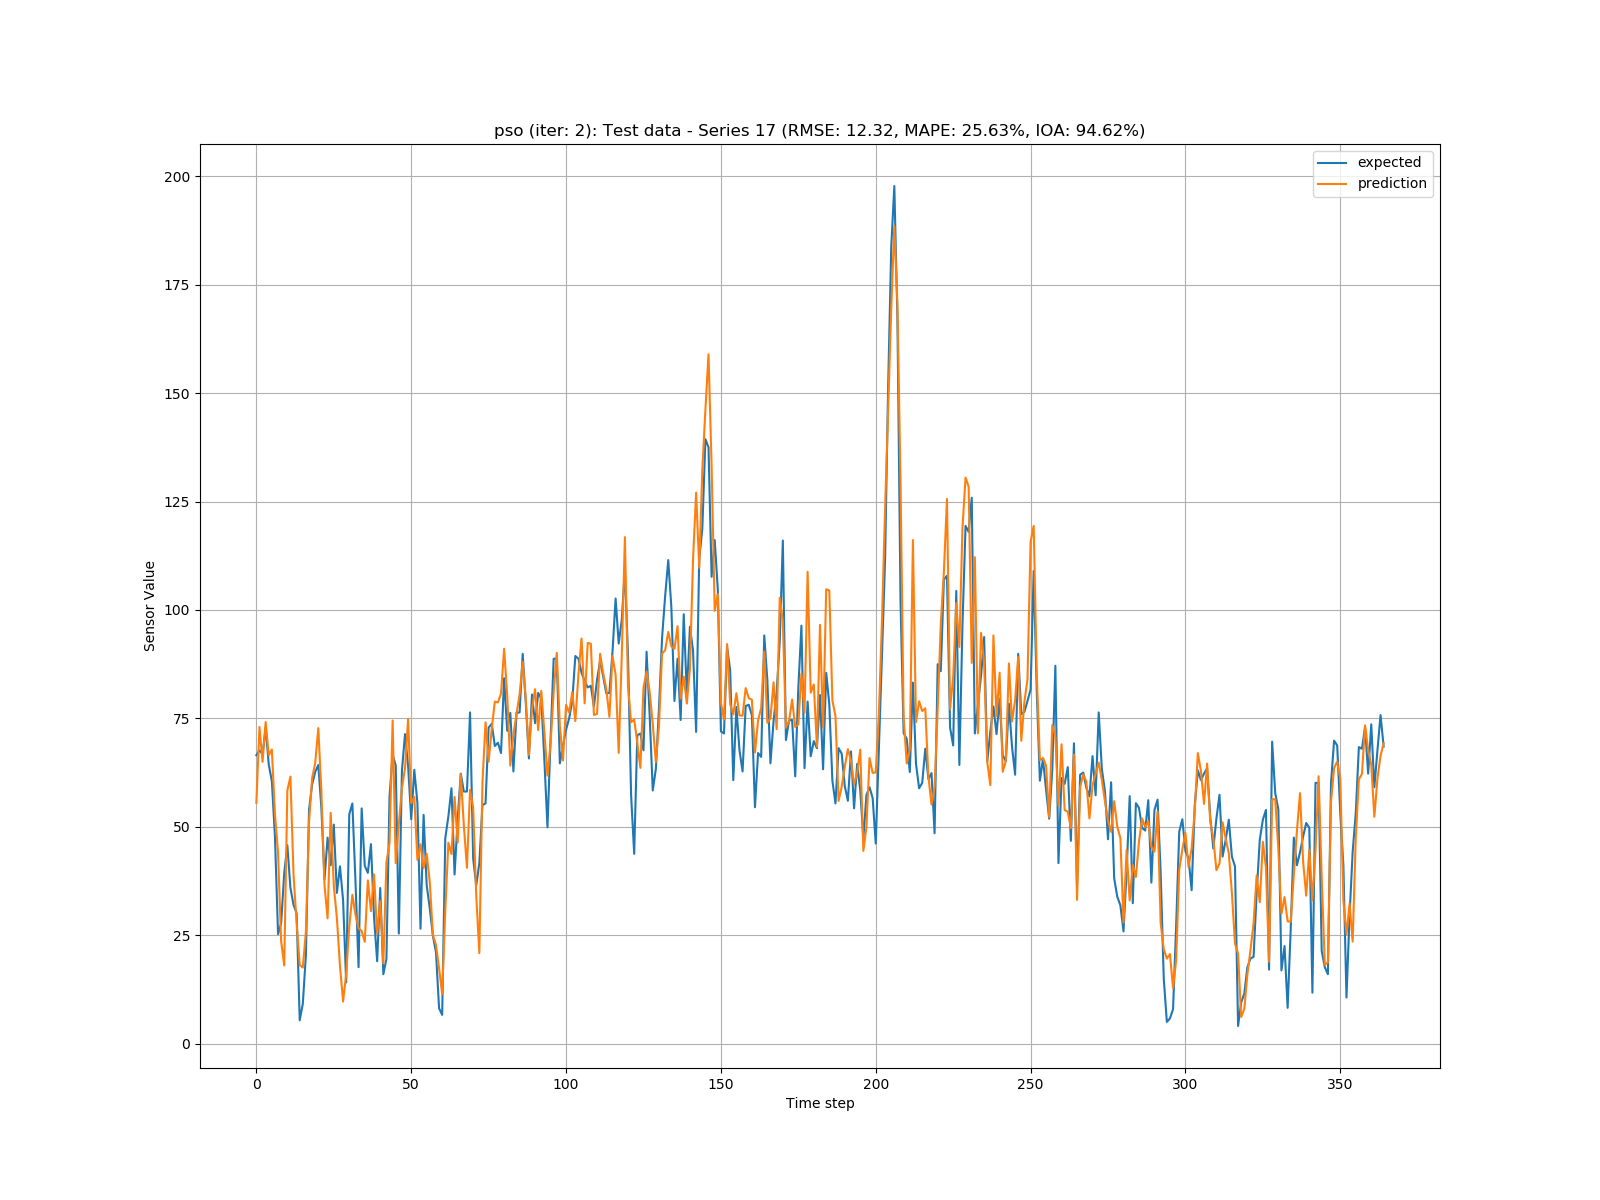 pso (iter: 2): Test data - Series 17 (RMSE: 12.32, MAPE: 25.63%, IOA: 94.62%)
expected
prediction
200
175
150
125
100
75
50
25
0
Sensor Value
0 50 100 150 200 250 300 350
Time step